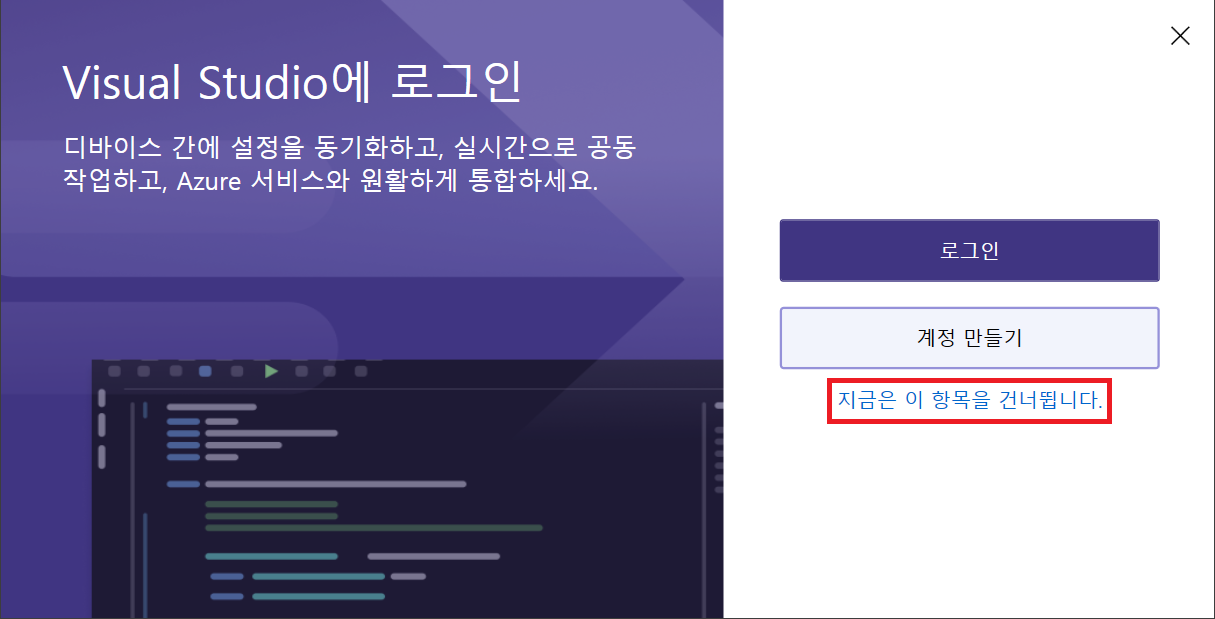 Visual Studio에 로그인
디바이스 간에 설정을 동기화하고, 실시간으로 공동
작업하고, Azure 서비스와 원활하게 통합하세요.
로그인
계정 만들기
지금은 이 항목을 건너뜁니다.